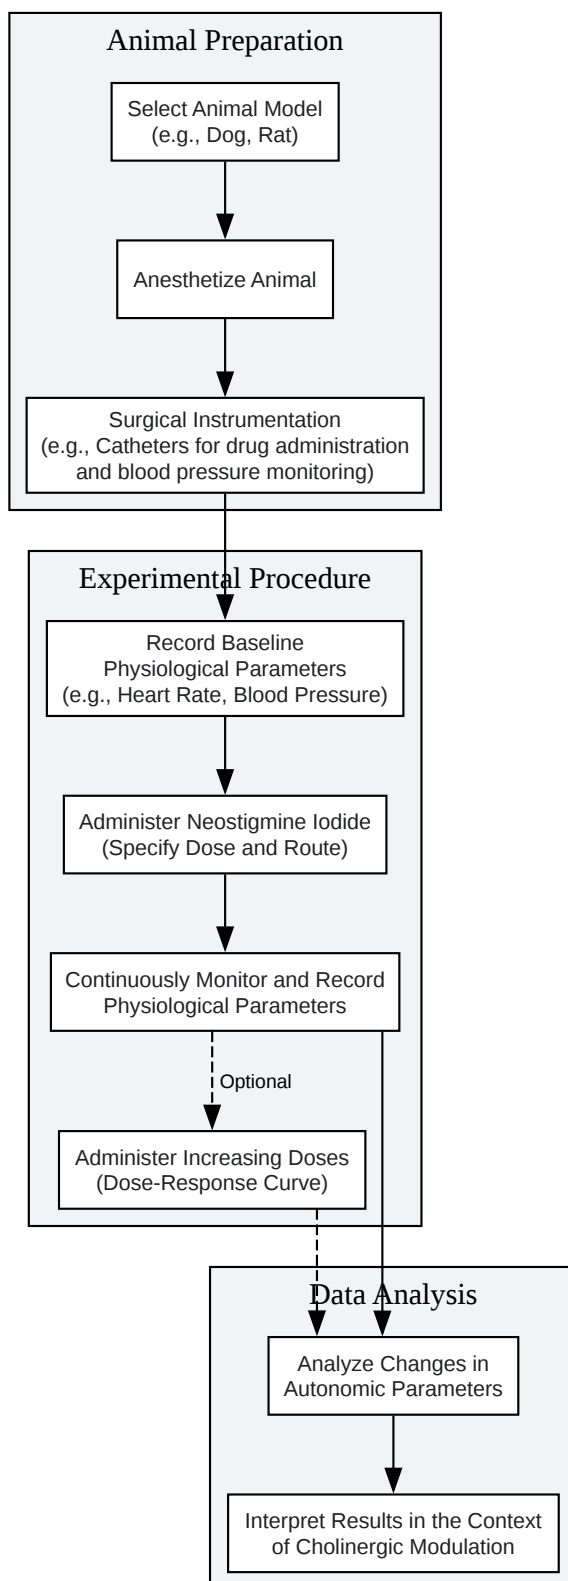 Animal Preparation
Select Animal Model
(e.g., Dog, Rat)
Anesthetize Animal
Surgical Instrumentation
(e.g., Catheters for drug administration
and blood pressure monitoring)
Experimental Procedure
Record Baseline
Physiological Parameters
(e.g., Heart Rate, Blood Pressure)
Administer Neostigmine Iodide
(Specify Dose and Route)
Continuously Monitor and Record
Physiological Parameters
Optional
Administer Increasing Doses
(Dose-Response Curve)
Data Analysis
Analyze Changes in
Autonomic Parameters
Interpret Results in the Context
of Cholinergic Modulation